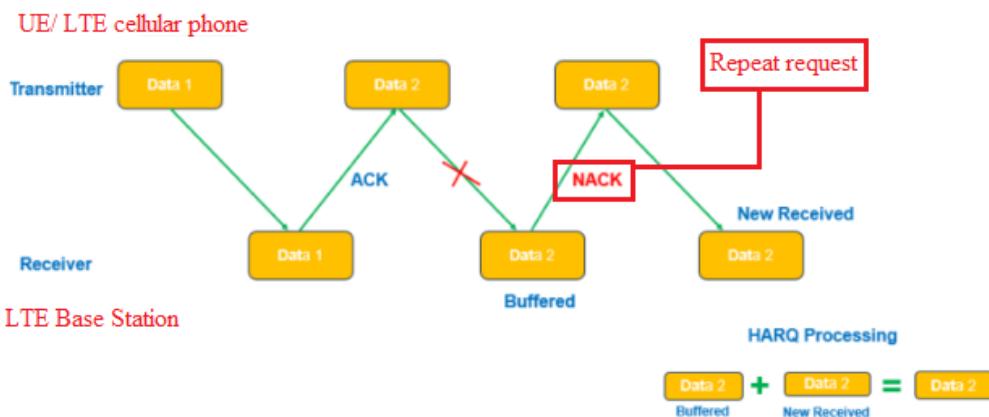 UE/ LTE cellular phone
Transmitter
Data 1
Data 2
Data 2
Repeat request
ACK
NACK
New Received
Receiver
Data 1
Data 2
Data 2
Buffered
LTE Base Station
HARQ Processing
Data 2 + Data 2 = Data 2
Buffered
New Received